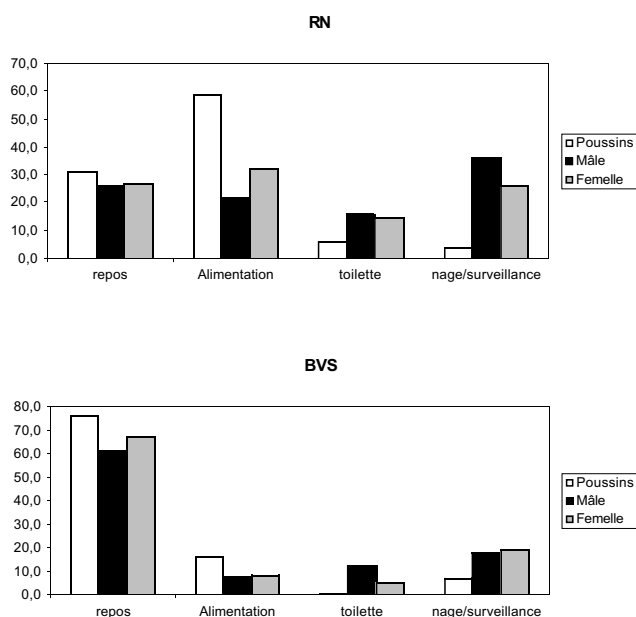 RN
70,0
60,0
50,0
40,0
30,0
20,0
10,0
0,0
repos Alimentation toilette nage/surveillance
Poussins
Mâle
Femelle
BVS
80,0
70,0
60,0
50,0
40,0
30,0
20,0
10,0
0,0
repos Alimentation toilette nage/surveillance
Poussins
Mâle
Femelle